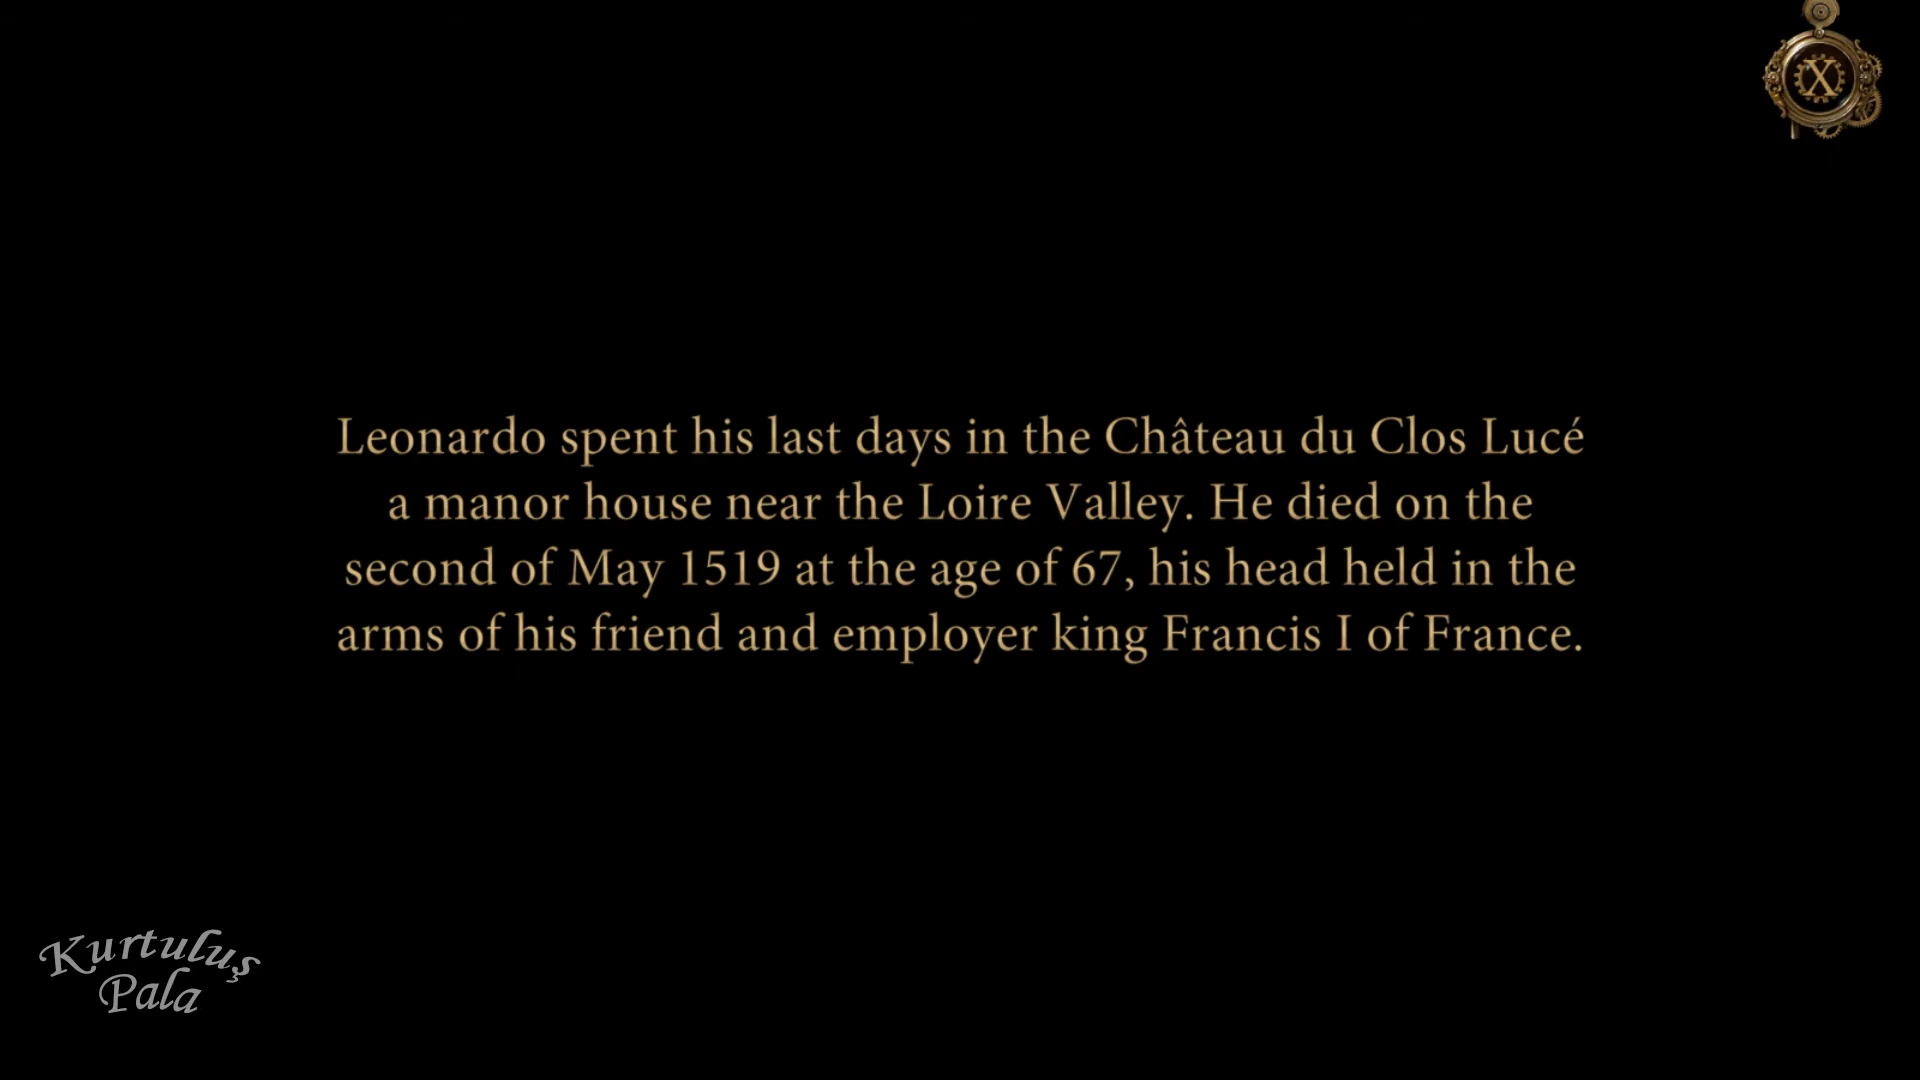 X
Leonardo spent his last days in the Château du Clos Lucé
a manor house near the Loire Valley. He died on the
second of May 1519 at the age of 67, his head held in the
arms of his friend and employer king Francis I of France.
Kurtuluş
Pala